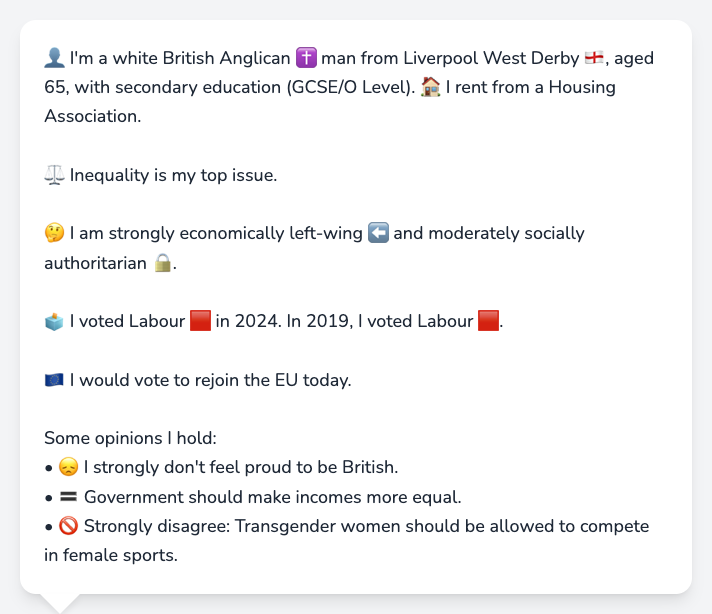 👤 I'm a white British Anglican ✝️ man from Liverpool West Derby 🏴󠁧󠁢󠁥󠁮󠁧󠁿, aged
65, with secondary education (GCSE/O Level). 🏠 I rent from a Housing
Association.
⚖️ Inequality is my top issue.
🤔 I am strongly economically left-wing ⬅️ and moderately socially
authoritarian 🔒.
🗳️ I voted Labour 🟥 in 2024. In 2019, I voted Labour 🟥.
🇪🇺 I would vote to rejoin the EU today.
Some opinions I hold:
• 😞 I strongly don't feel proud to be British.
• 🟰 Government should make incomes more equal.
• 🚫 Strongly disagree: Transgender women should be allowed to compete
in female sports.